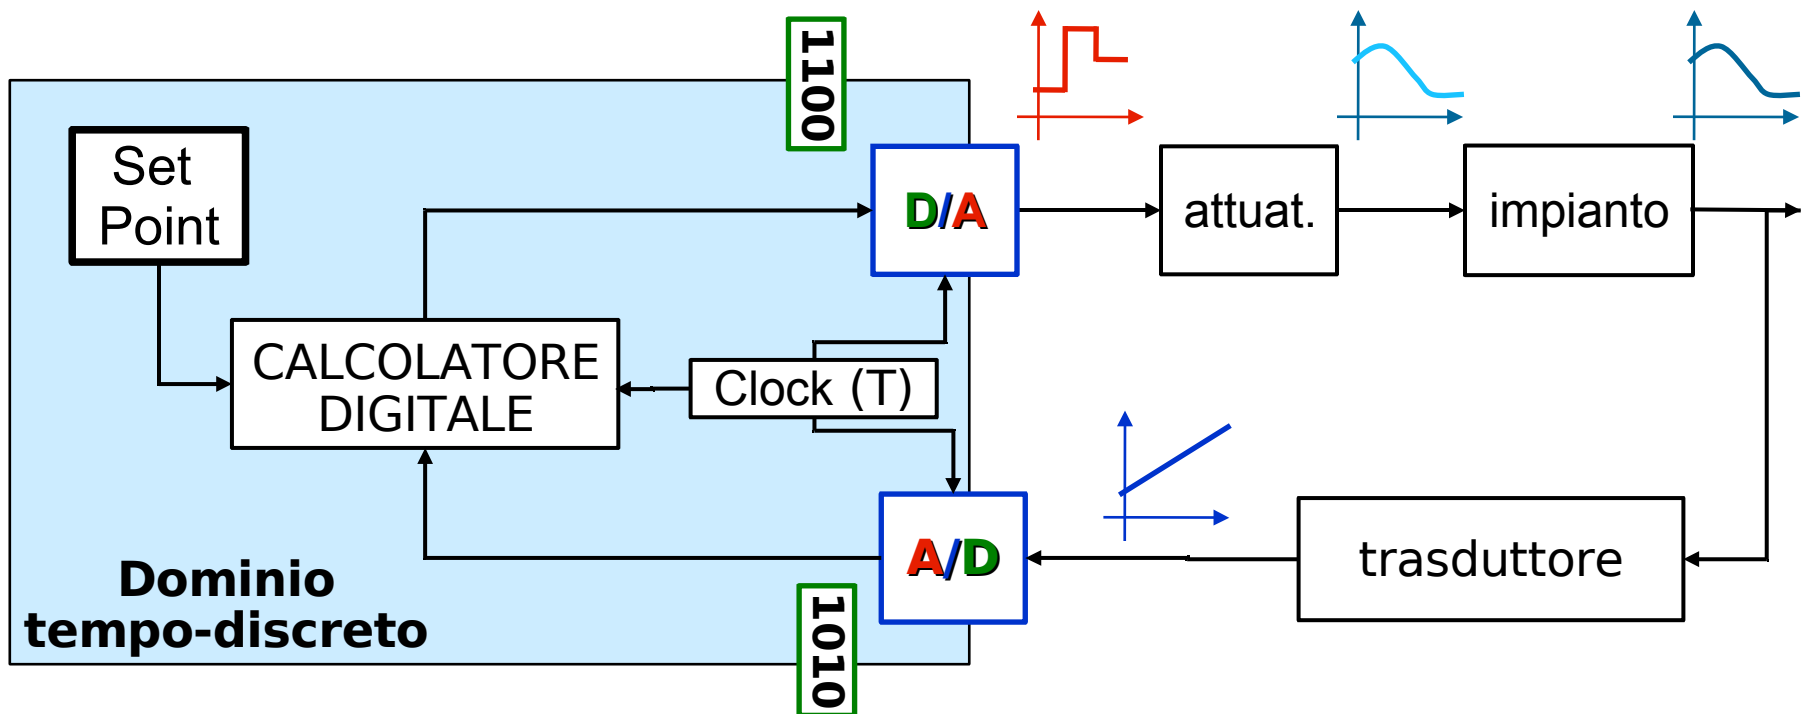 1100
Set
Point
D/A
attuat.
impianto
CALCOLATORE
DIGITALE
Clock (T)
A/D
trasduttore
Dominio
tempo-discreto
1010